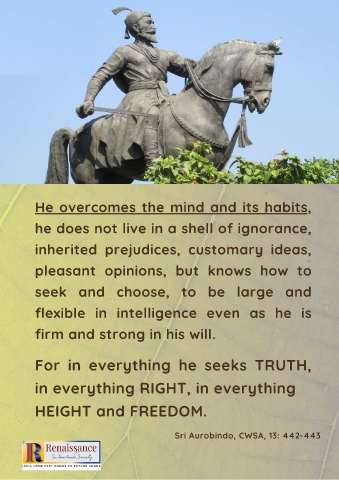 He overcomes the mind and its habits,
he does not live in a shell of ignorance,
inherited prejudices, customary ideas,
pleasant opinions, but knows how to
seek and choose, to be large and
flexible in intelligence even as he is
firm and strong in his will.
For in everything he seeks TRUTH,
in everything RIGHT, in everything
HEIGHT and FREEDOM.
Sri Aurobindo, CWSA, 13: 442-443
Renaissance
Sri Aurobindo Society